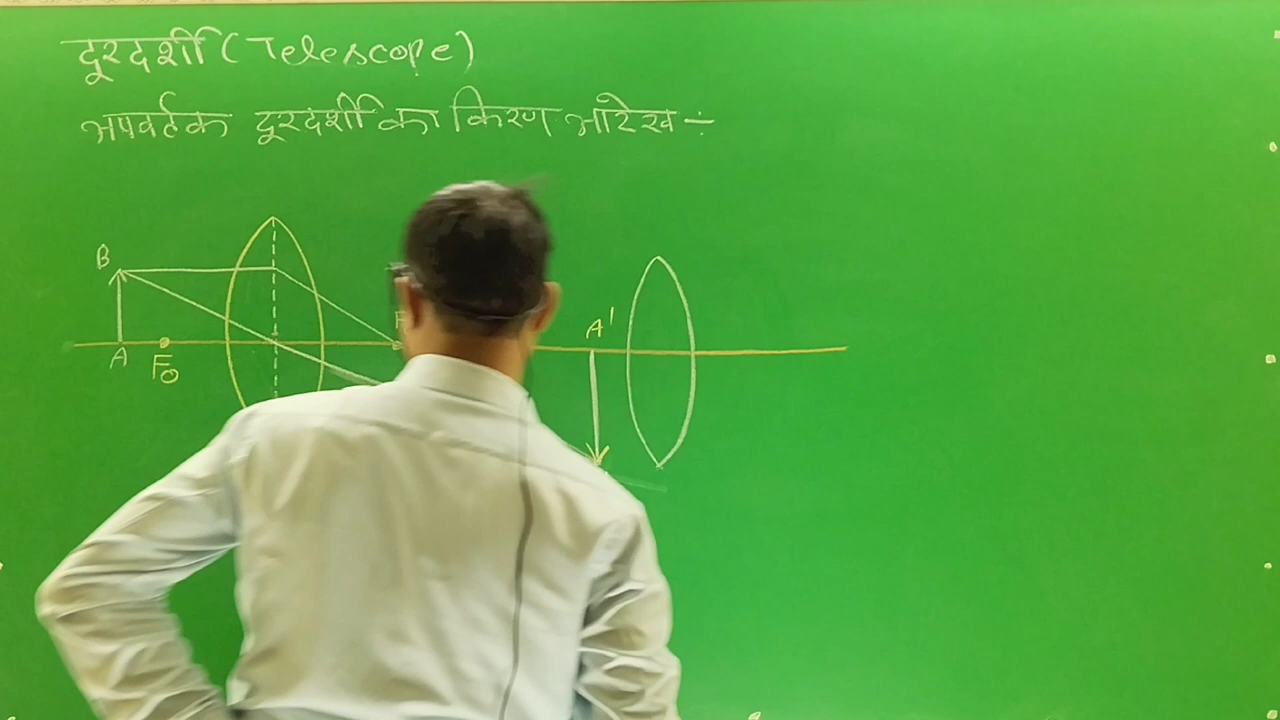 दूरदर्शी (Telescope)
अपवर्तक दूरदर्शी का किरण आरेख ÷
B
A'
A
F₀